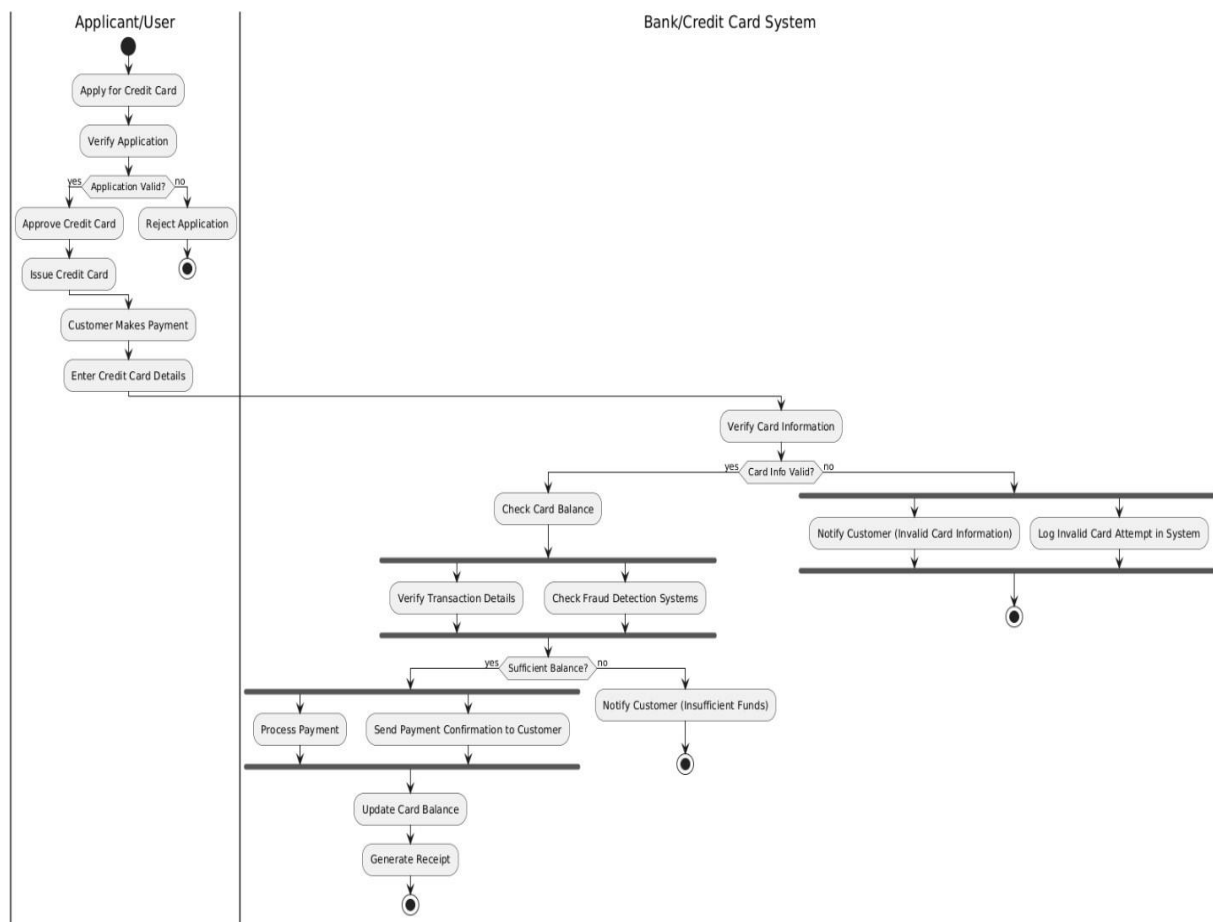 Applicant/User
Bank/Credit Card System
Apply for Credit Card
Verify Application
yes
Application Valid?
no
Approve Credit Card
Reject Application
Issue Credit Card
Customer Makes Payment
Enter Credit Card Details
Verify Card Information
yes
Card Info Valid?
no
Check Card Balance
Notify Customer (Invalid Card Information)
Log Invalid Card Attempt in System
Verify Transaction Details
Check Fraud Detection Systems
yes
Sufficient Balance?
no
Notify Customer (Insufficient Funds)
Process Payment
Send Payment Confirmation to Customer
Update Card Balance
Generate Receipt